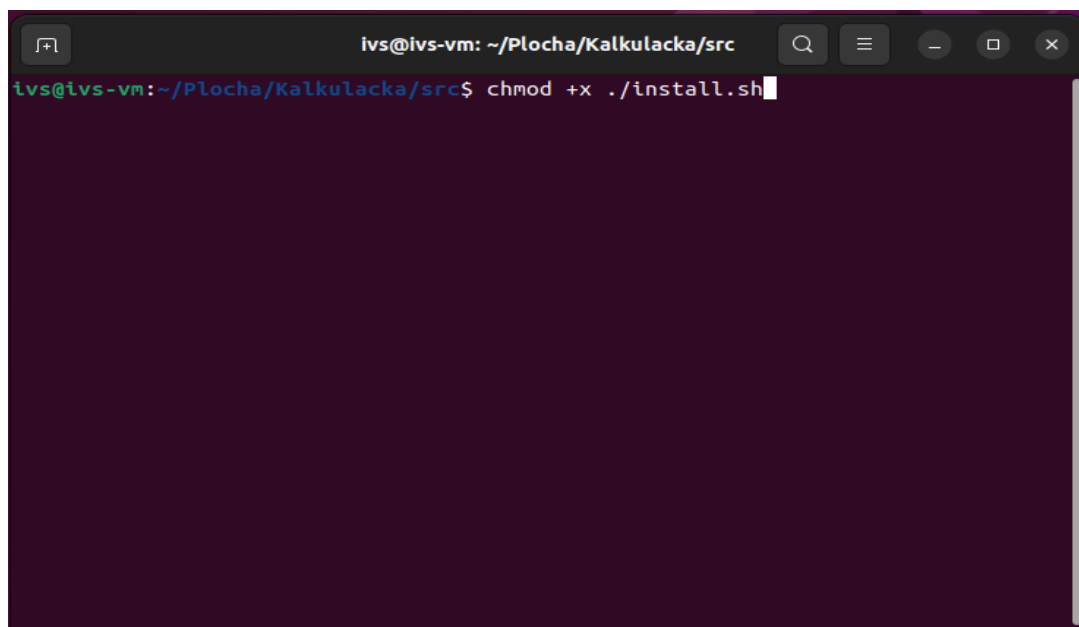 ivs@ivs-vm: ~/Plocha/Kalkulacka/src
ivs@ivs-vm:~/Plocha/Kalkulacka/src$ chmod +x ./install.sh